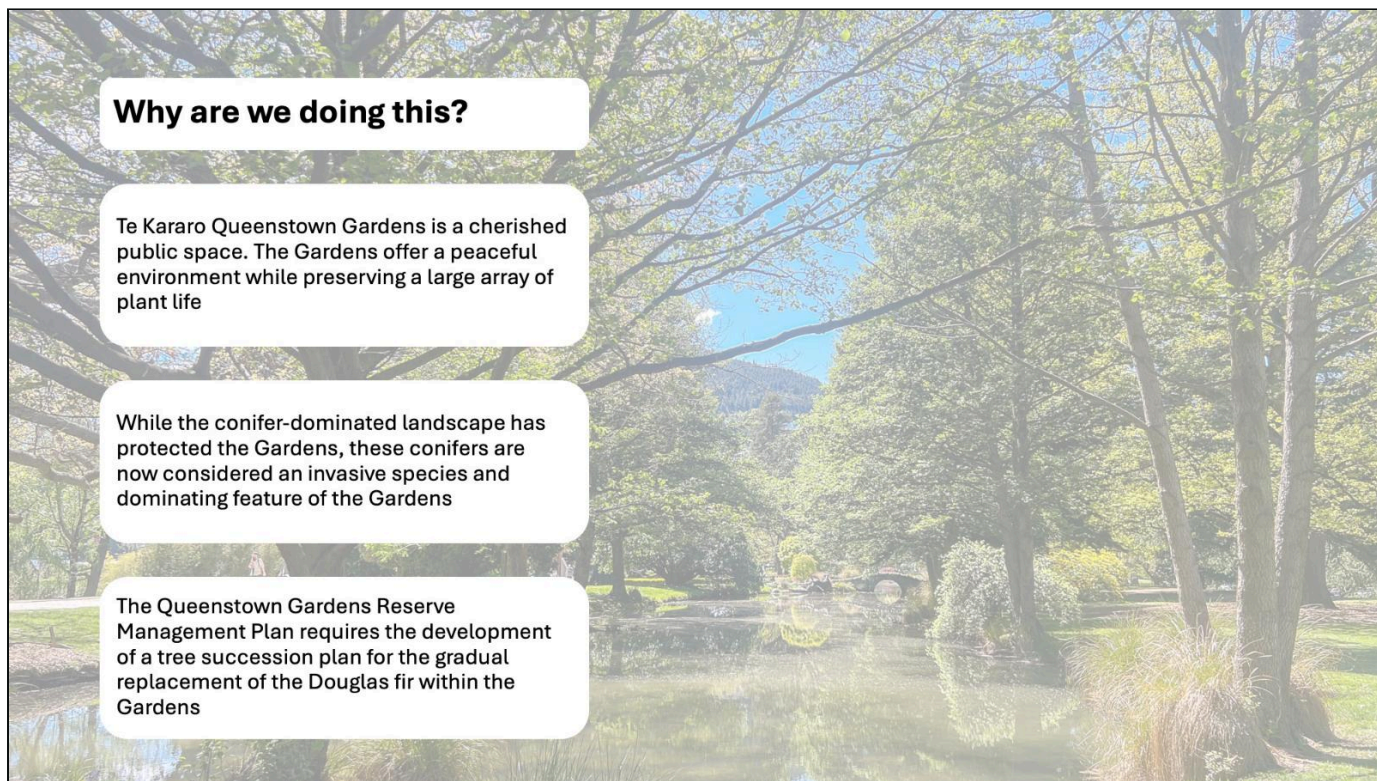 Why are we doing this?
Te Kararo Queenstown Gardens is a cherished
public space. The Gardens offer a peaceful
environment while preserving a large array of
plant life
While the conifer-dominated landscape has
protected the Gardens, these conifers are
now considered an invasive species and
dominating feature of the Gardens
The Queenstown Gardens Reserve
Management Plan requires the development
of a tree succession plan for the gradual
replacement of the Douglas fir within the
Gardens